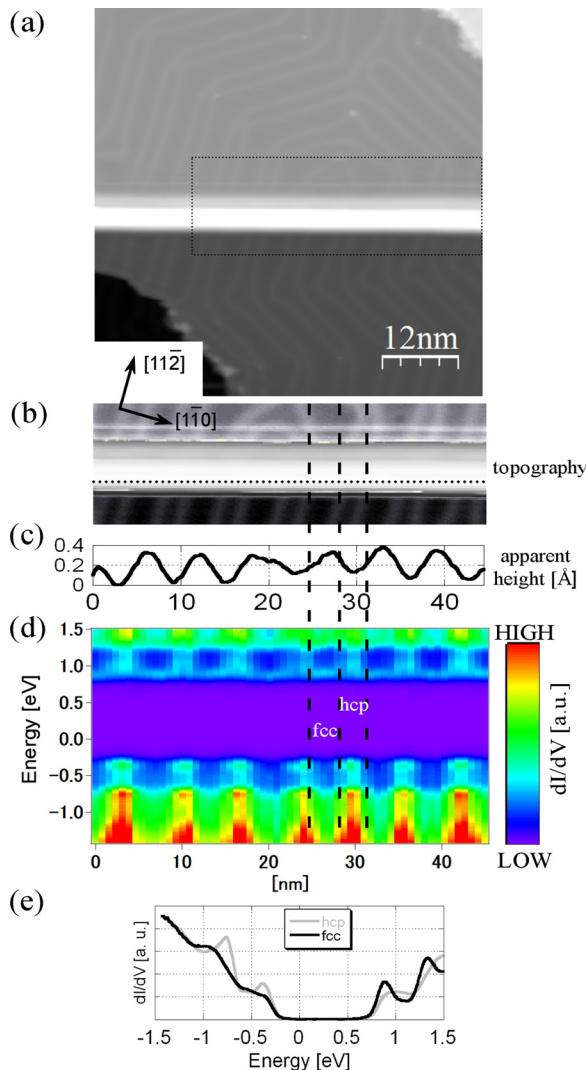 (a)
12nm
[112̄]
[11̄0]
(b)
topography
(c)
0.4
0.2
0
0 10 20 30 40
apparent
height [Å]
(d)
1.5
1.0
0.5
0.0
-0.5
-1.0
Energy [eV]
hcp
fcc
0 10 20 30 40
[nm]
HIGH
dI/dV [a. u.]
LOW
(e)
dI/dV [a. u.]
hcp
fcc
-1.5 -1 -0.5 0 0.5 1 1.5
Energy [eV]